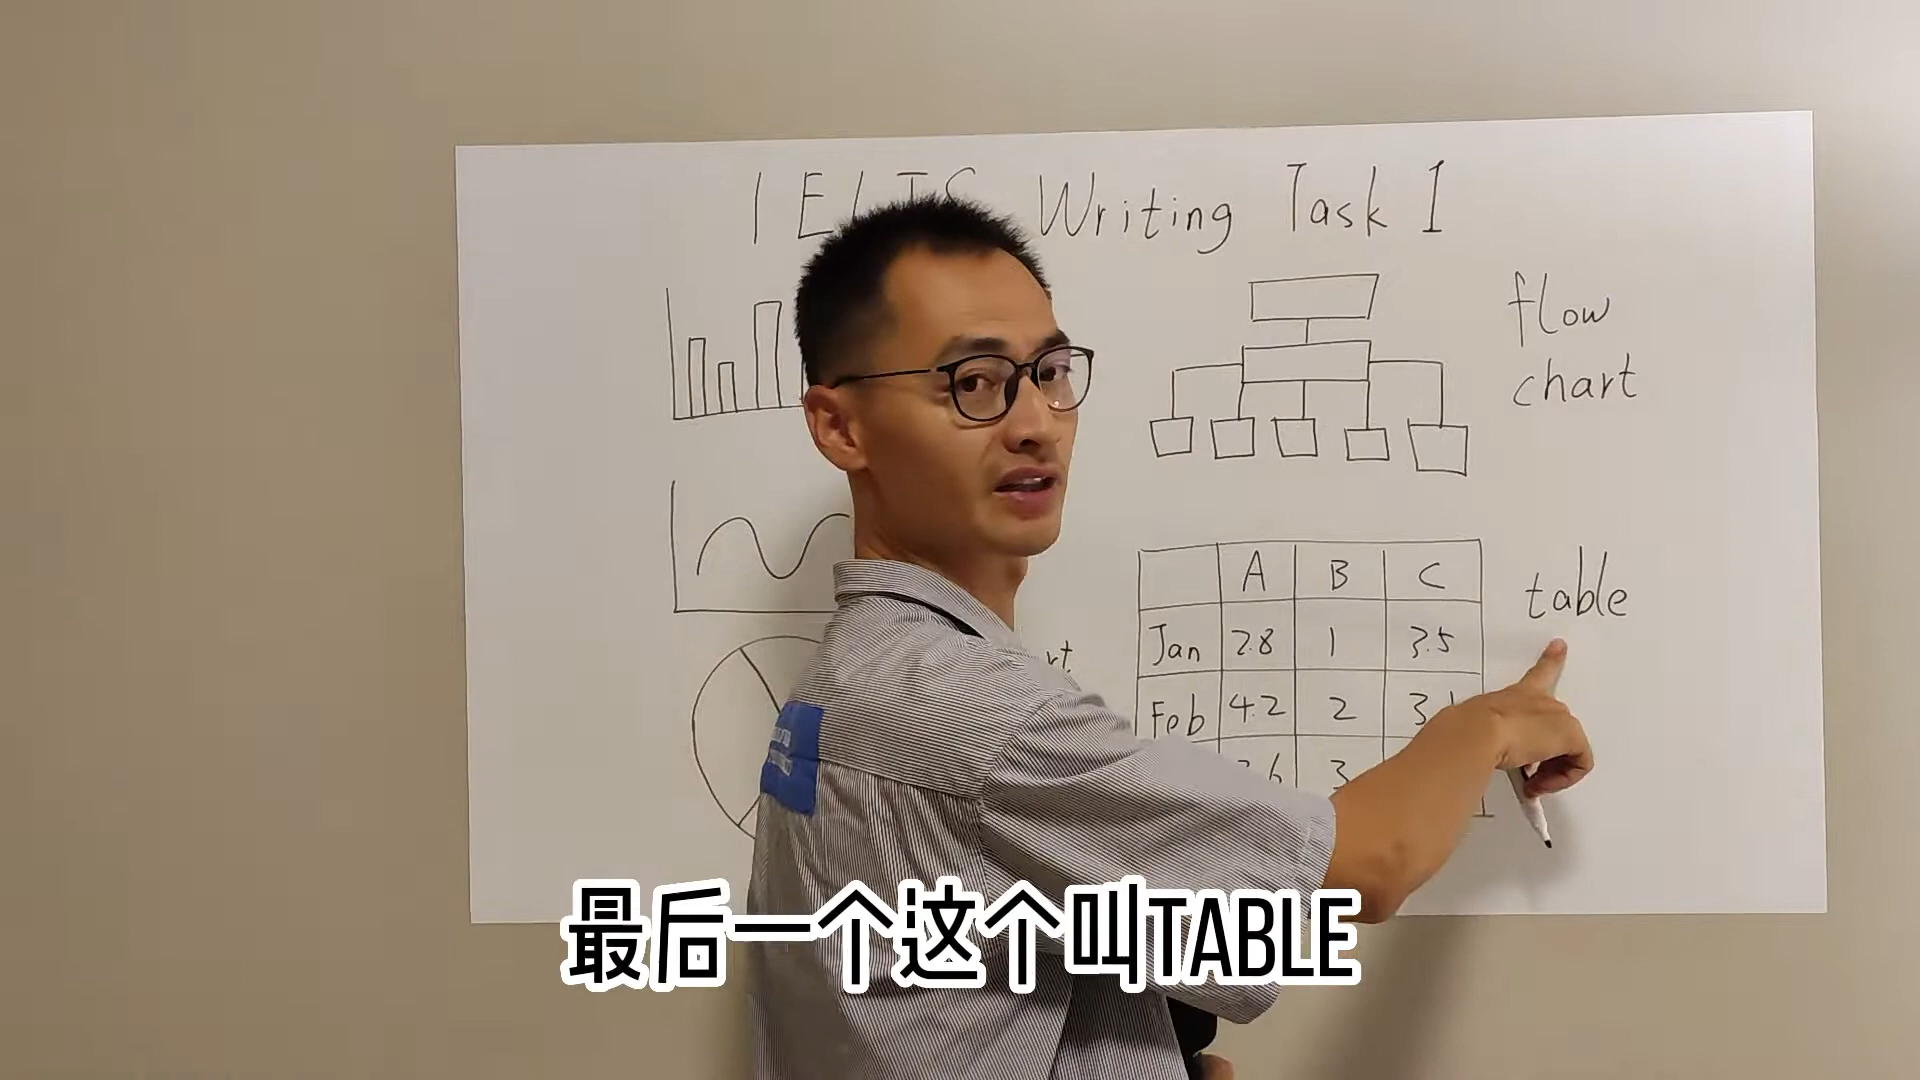 IELTS Writing Task 1
flow
chart
A B C
table
Jan 2.8 1 3.5
Feb 4.2 2
3
最后一个这个叫TABLE